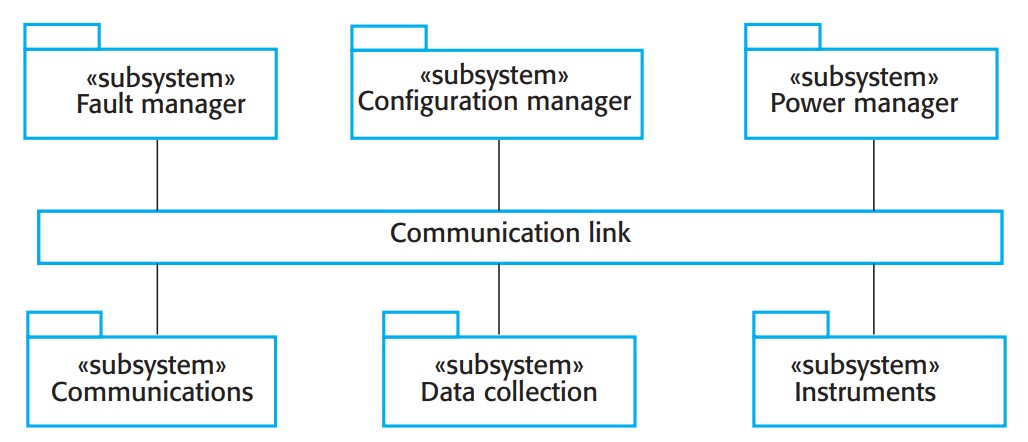 «subsystem»
Fault manager
«subsystem»
Configuration manager
«subsystem»
Power manager
Communication link
«subsystem»
Communications
«subsystem»
Data collection
«subsystem»
Instruments